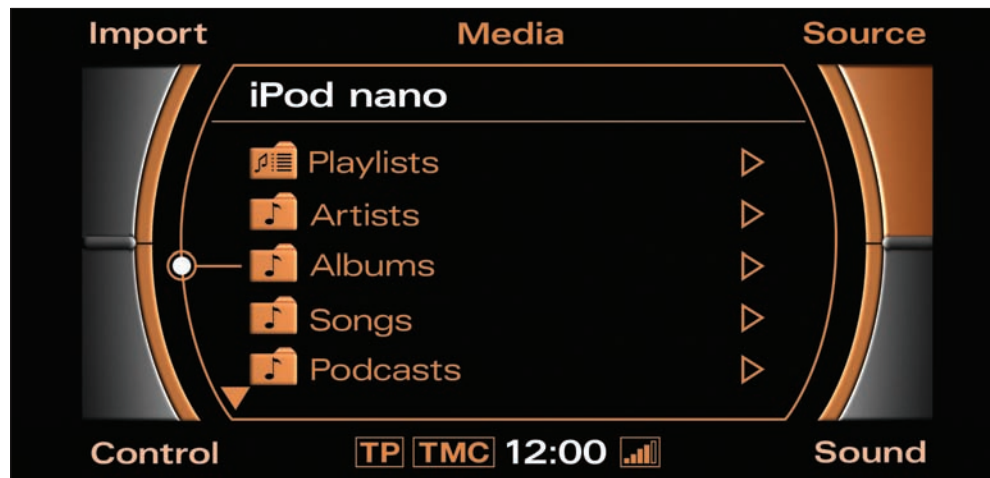 Import Media Source
iPod nano
Playlists
Artists
Albums
Songs
Podcasts
Control TP TMC 12:00 Sound